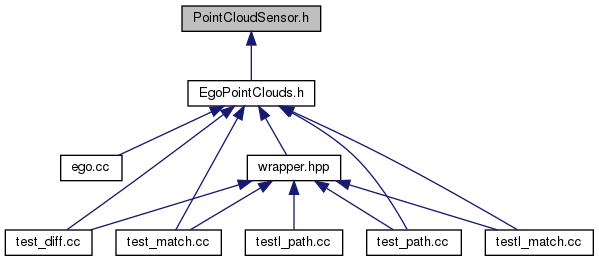 PointCloudSensor.h
EgoPointClouds.h
ego.cc
wrapper.hpp
test_diff.cc
test_match.cc
testl_path.cc
test_path.cc
testl_match.cc